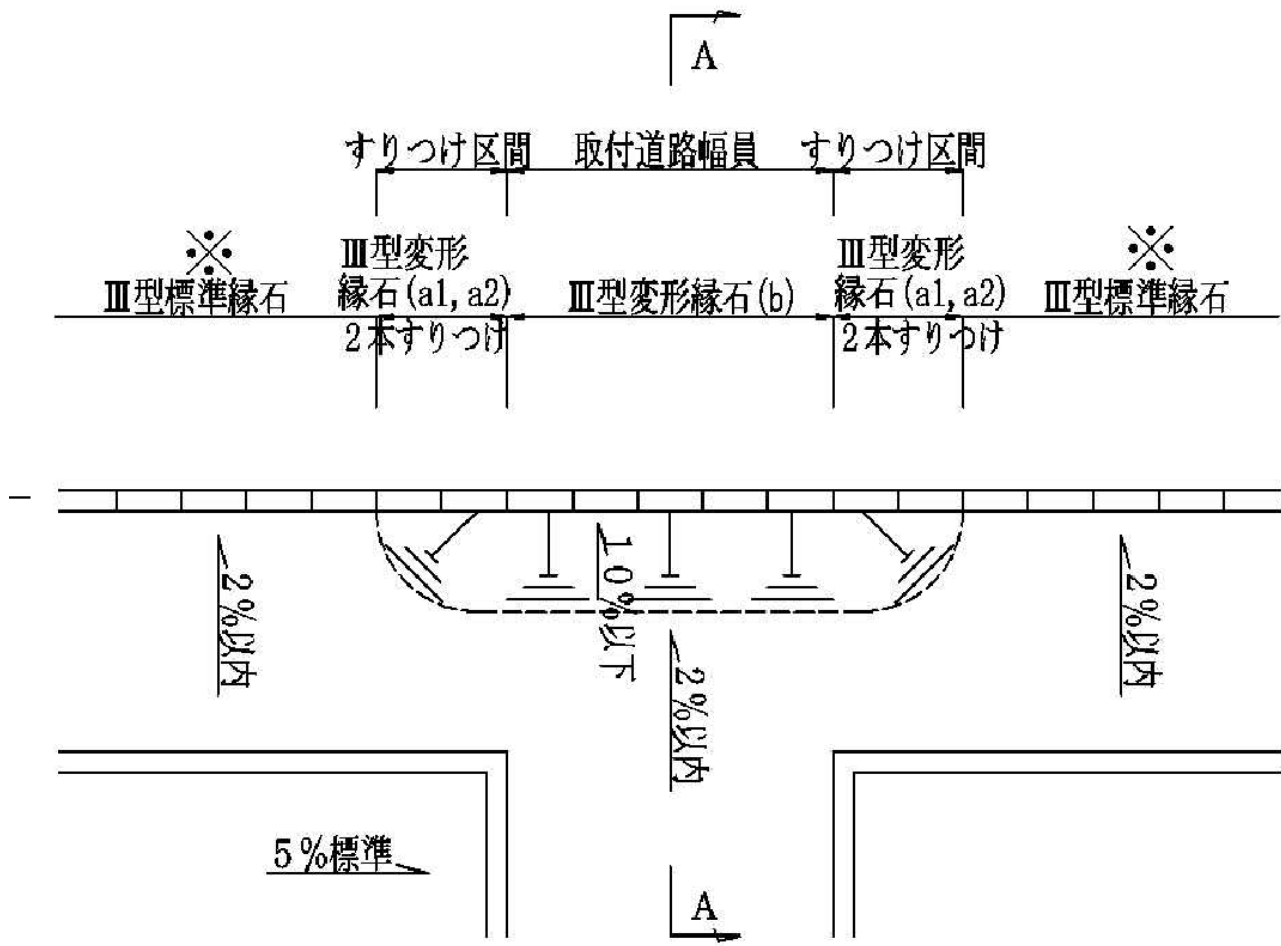 A
すりつけ区間
取付道路幅員
すりつけ区間
※
Ⅲ型標準縁石
Ⅲ型変形
縁石(a1,a2)
2本すりつけ
Ⅲ型変形縁石(b)
Ⅲ型変形
縁石(a1,a2)
2本すりつけ
※
Ⅲ型標準縁石
2%以内
10%以下
2%以内
2%以内
5%標準
A